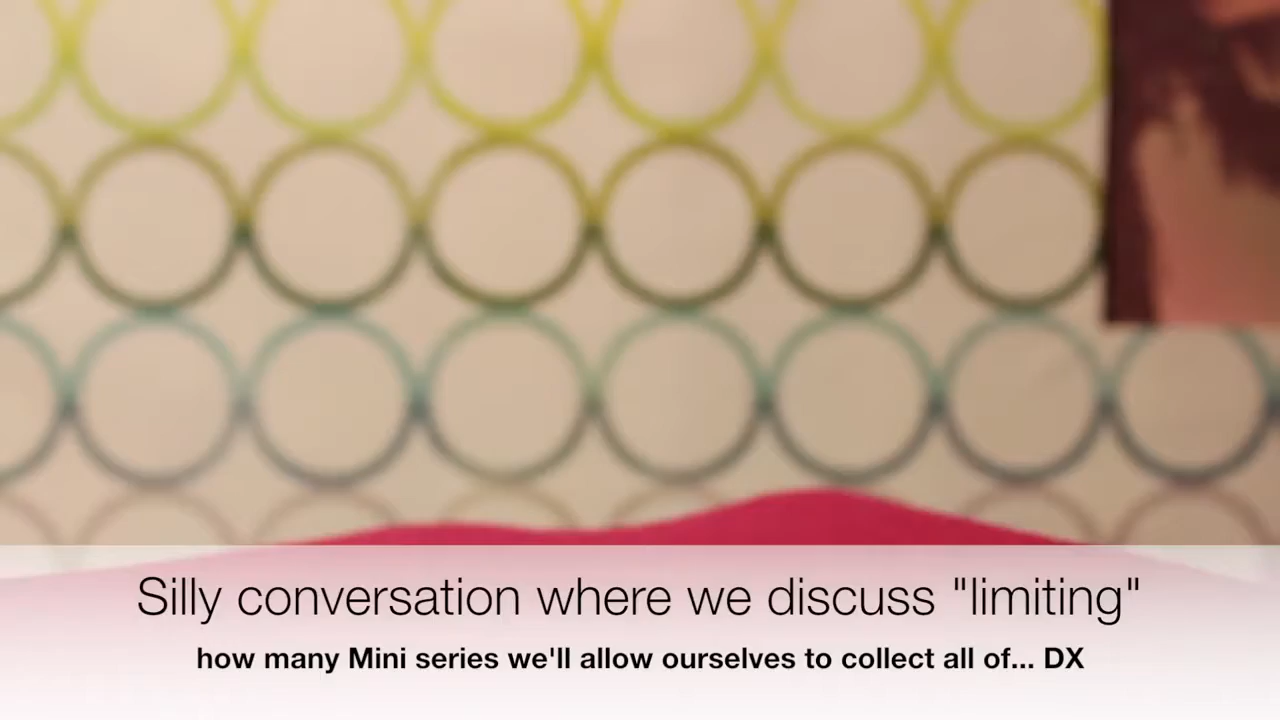 Silly conversation where we discuss "limiting"
how many Mini series we'll allow ourselves to collect all of... DX